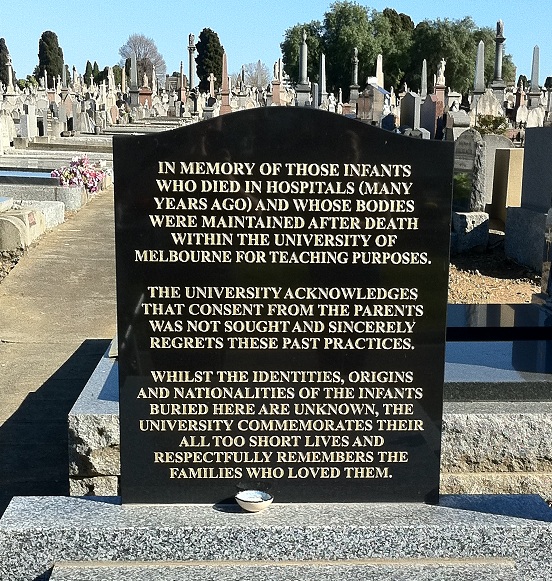 IN MEMORY OF THOSE INFANTS
WHO DIED IN HOSPITALS (MANY
YEARS AGO) AND WHOSE BODIES
WERE MAINTAINED AFTER DEATH
WITHIN THE UNIVERSITY OF
MELBOURNE FOR TEACHING PURPOSES.
THE UNIVERSITY ACKNOWLEDGES
THAT CONSENT FROM THE PARENTS
WAS NOT SOUGHT AND SINCERELY
REGRETS THESE PAST PRACTICES.
WHILST THE IDENTITIES, ORIGINS
AND NATIONALITIES OF THE INFANTS
BURIED HERE ARE UNKNOWN, THE
UNIVERSITY COMMEMORATES THEIR
ALL TOO SHORT LIVES AND
RESPECTFULLY REMEMBERS THE
FAMILIES WHO LOVED THEM.